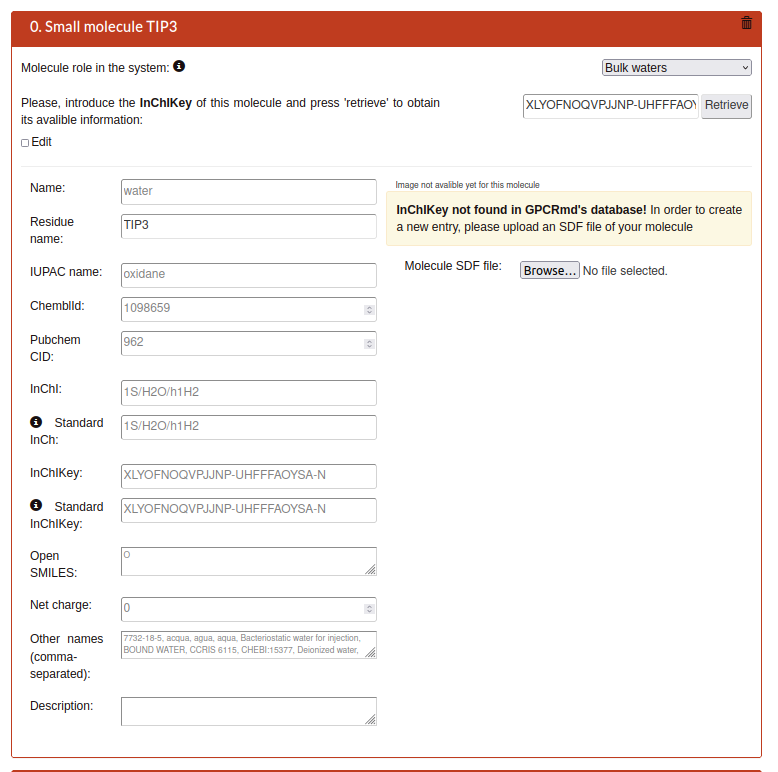 0. Small molecule TIP3
Molecule role in the system:
Bulk waters
Please, introduce the InChIKey of this molecule and press 'retrieve' to obtain
its avalible information:
XLYOFNOQVPJJNP-UHFFFAOY
Retrieve
Edit
Name:
water
Residue
name:
TIP3
IUPAC name:
oxidane
ChemblId:
1098659
Pubchem
CID:
962
InChI:
1S/H2O/h1H2
Standard
InCh:
1S/H2O/h1H2
InChIKey:
XLYOFNOQVPJJNP-UHFFFAOYSA-N
Standard
InChIKey:
XLYOFNOQVPJJNP-UHFFFAOYSA-N
Open
SMILES:
O
Net charge:
0
Other names
(comma-
separated):
7732-18-5, acqua, agua, aqua, Bacteriostatic water for injection,
BOUND WATER, CCRIS 6115, CHEBI:15377, Deionized water,
Description:
Image not avalible yet for this molecule
InChIKey not found in GPCRmd's database! In order to create
a new entry, please upload an SDF file of your molecule
Molecule SDF file:
Browse... No file selected.